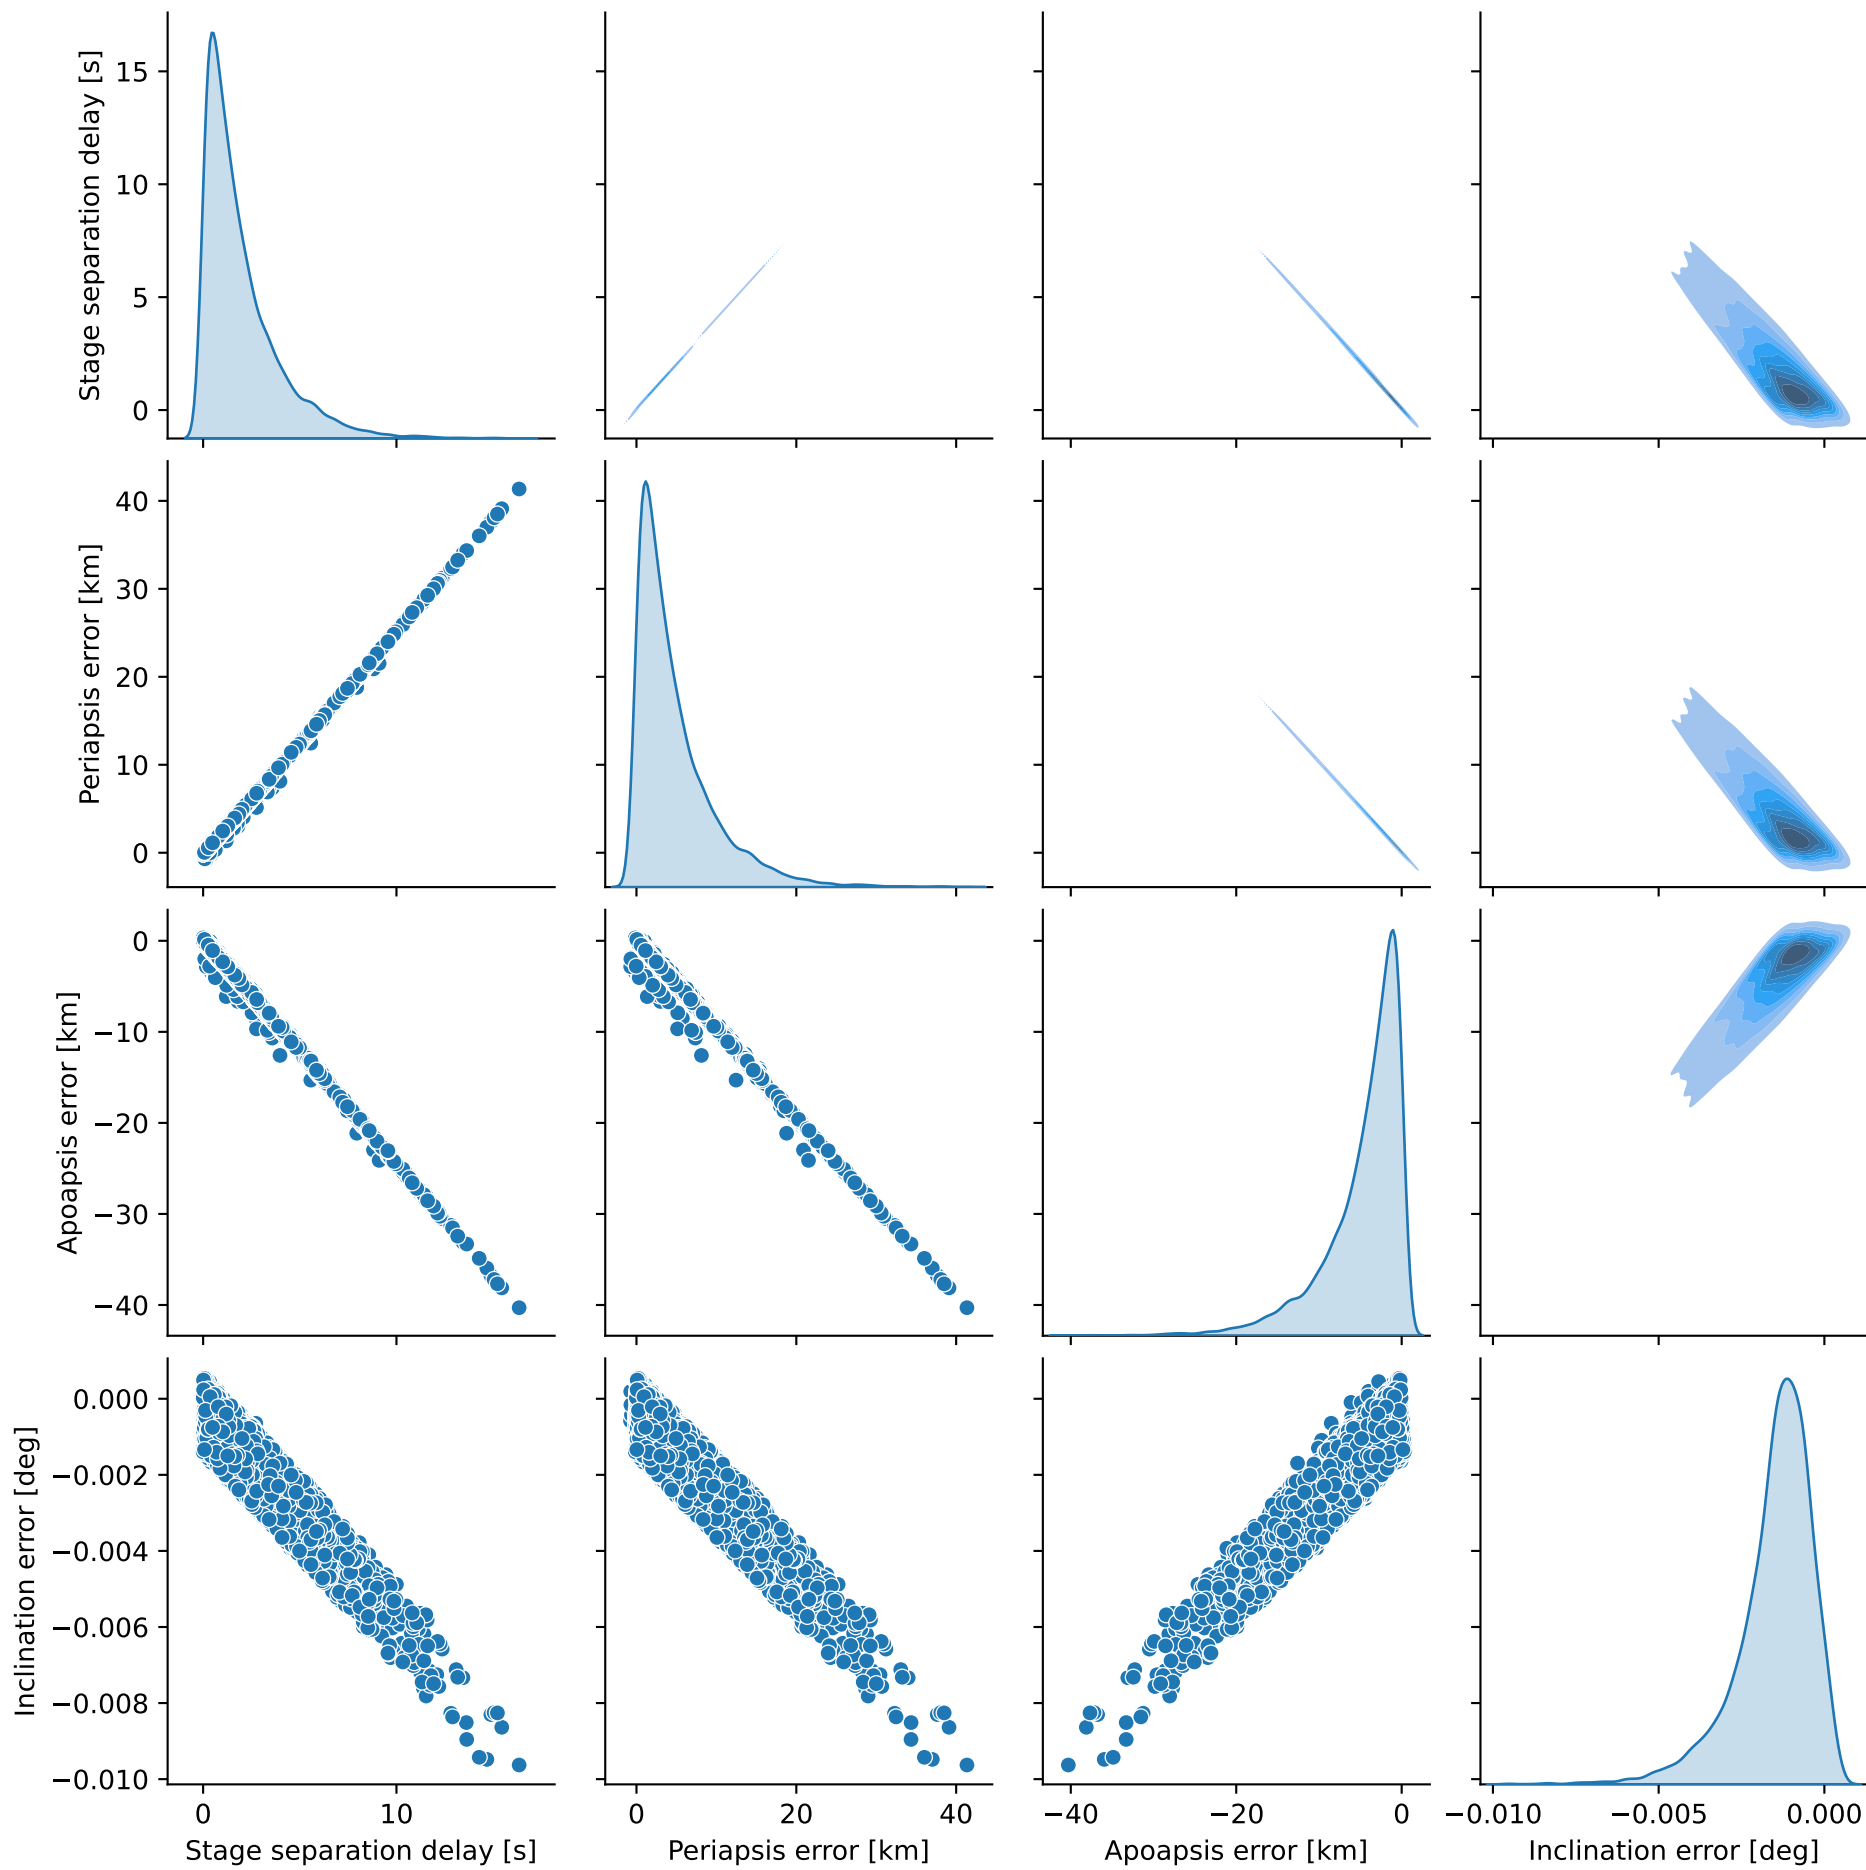 Stage separation delay [s]
15
10
5
0
Periapsis error [km]
40
30
20
10
0
Apoapsis error [km]
0
−10
−20
−30
−40
Inclination error [deg]
0.000
−0.002
−0.004
−0.006
−0.008
−0.010
0 10
0 20 40
−40 −20 0
−0.010 −0.005 0.000
Stage separation delay [s]
Periapsis error [km]
Apoapsis error [km]
Inclination error [deg]